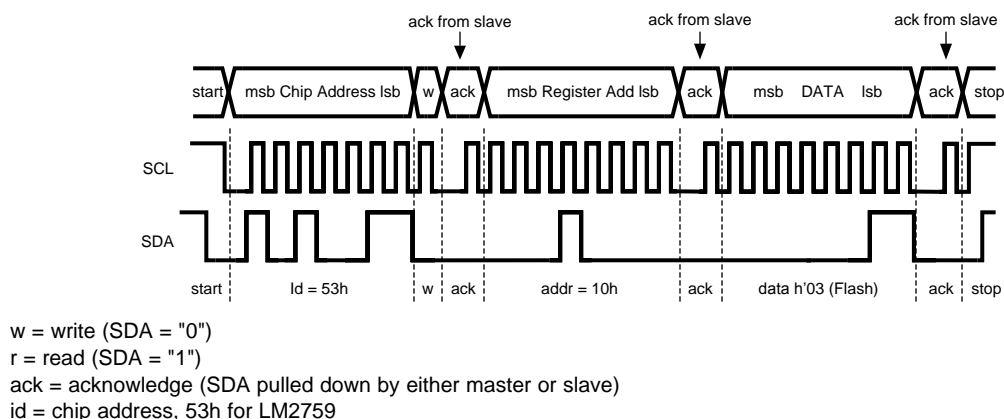 ack from slave ack from slave ack from slave
start msb Chip Address lsb w ack msb Register Add lsb ack msb DATA lsb ack stop
SCL
SDA
start Id = 53h w ack addr = 10h ack data h'03 (Flash) ack stop
w = write (SDA = "0")
r = read (SDA = "1")
ack = acknowledge (SDA pulled down by either master or slave)
id = chip address, 53h for LM2759